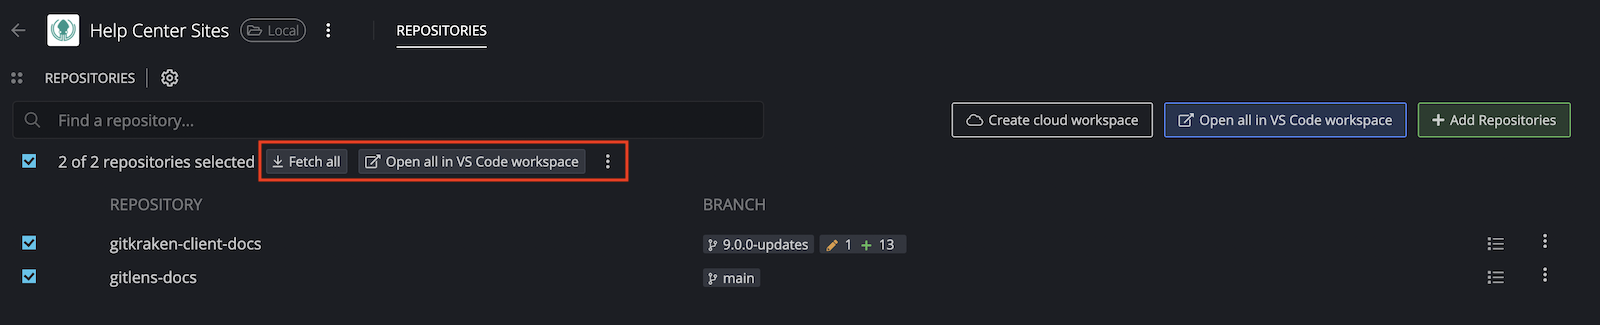 Help Center Sites Local REPOSITORIES
REPOSITORIES
Find a repository... Create cloud workspace Open all in VS Code workspace + Add Repositories
2 of 2 repositories selected Fetch all Open all in VS Code workspace
REPOSITORY BRANCH
gitkraken-client-docs 9.0.0-updates 1 + 13
gitlens-docs main